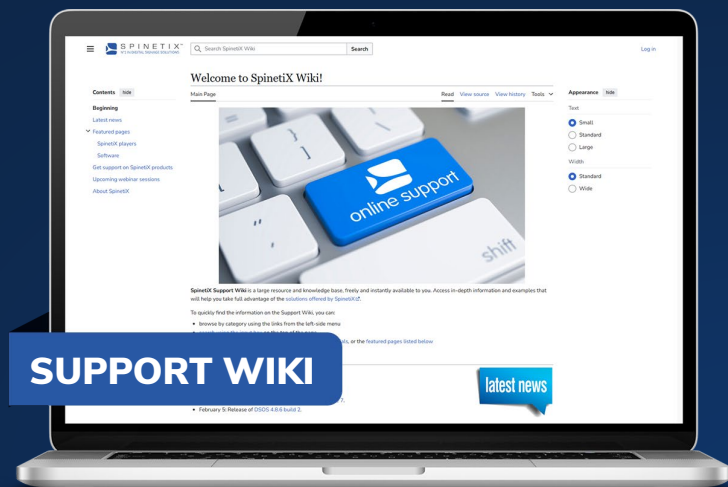 SPINETIX™
Search SpinetiX Wiki
Search
Log in
Welcome to SpinetiX Wiki!
Main Page
Read View source View history Tools
Contents hide
Beginning
Latest news
Featured pages
SpinetiX players
Software
Get support on SpinetiX products
Upcoming webinar sessions
About SpinetiX
online support
shift
Appearance hide
Text
Small
Standard
Large
Width
Standard
Wide
SpinetiX Support Wiki is a large resource and knowledge base, freely and instantly available to you. Access in-depth information and examples that
will help you take full advantage of the solutions offered by SpinetiX.
To quickly find the information on the Support Wiki, you can:
browse by category using the links from the left-side menu
or the featured pages listed below
SUPPORT WIKI
latest news
February 5: Release of DSOS 4.8.6 build 2.